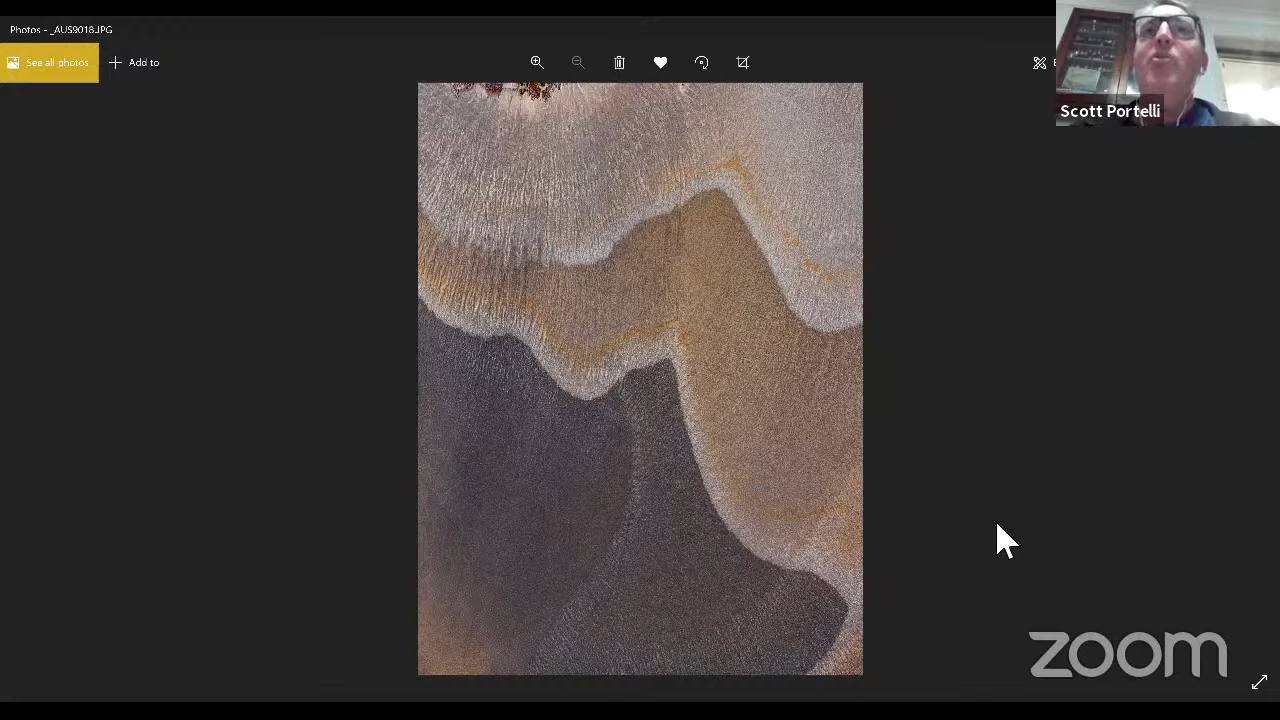 Photos - _AUS9018.JPG
See all photos
Add to
Scott Portelli
zoom